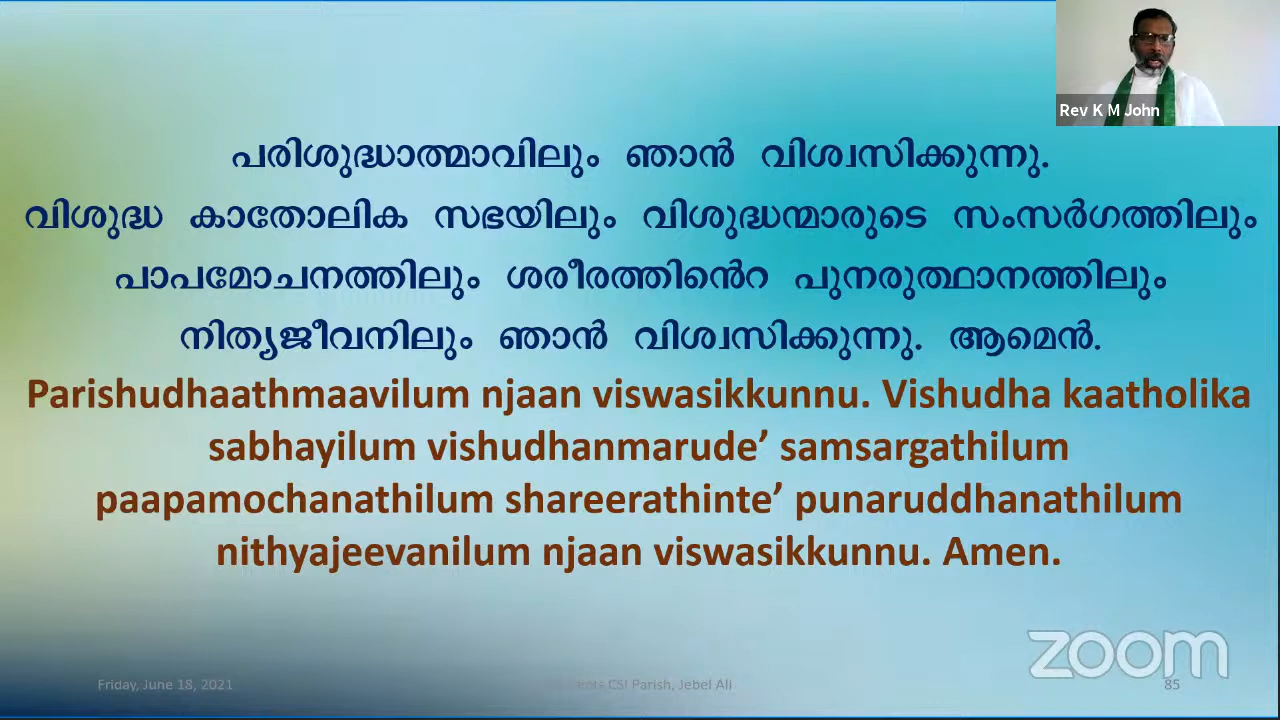 Rev K M John
പരിശുദ്ധാത്മാവിലും ഞാൻ വിശ്വസിക്കുന്നു.
വിശുദ്ധ കാതോലിക സഭയിലും വിശുദ്ധന്മാരുടെ സംസർഗത്തിലും
പാപമോചനത്തിലും ശരീരത്തിൻെറ പുനരുത്ഥാനത്തിലും
നിത്യജീവനിലും ഞാൻ വിശ്വസിക്കുന്നു. ആമെൻ.
Parishudhaathmaavilum njaan viswasikkunnu. Vishudha kaatholika
sabhayilum vishudhanmarude’ samsargathilum
paapamochanathilum shareerathinte’ punaruddhanathilum
nithyajeevanilum njaan viswasikkunnu. Amen.
zoom
Friday, June 18, 2021
CSI Parish, Jebel Ali
85